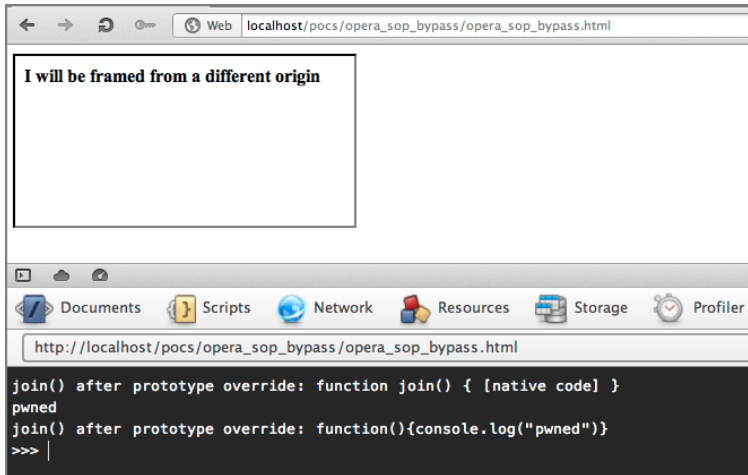 Web localhost/pocs/opera_sop_bypass/opera_sop_bypass.html
I will be framed from a different origin
Documents Scripts Network Resources Storage Profiler
http://localhost/pocs/opera_sop_bypass/opera_sop_bypass.html
join() after prototype override: function join() { [native code] }
pwned
join() after prototype override: function(){console.log("pwned")}
>>>